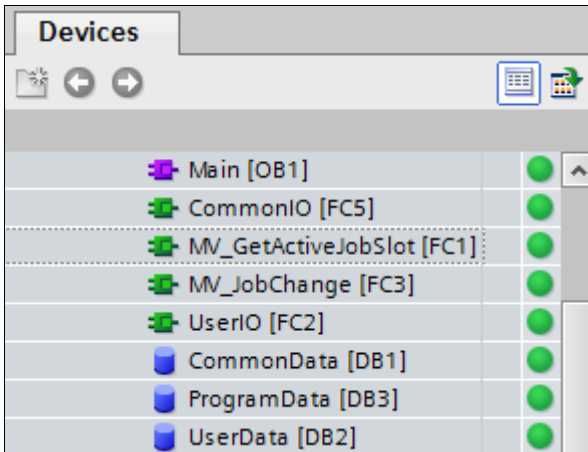 Devices
Main [OB1]
CommonIO [FC5]
MV_GetActiveJobSlot [FC1]
MV_JobChange [FC3]
UserIO [FC2]
CommonData [DB1]
ProgramData [DB3]
UserData [DB2]